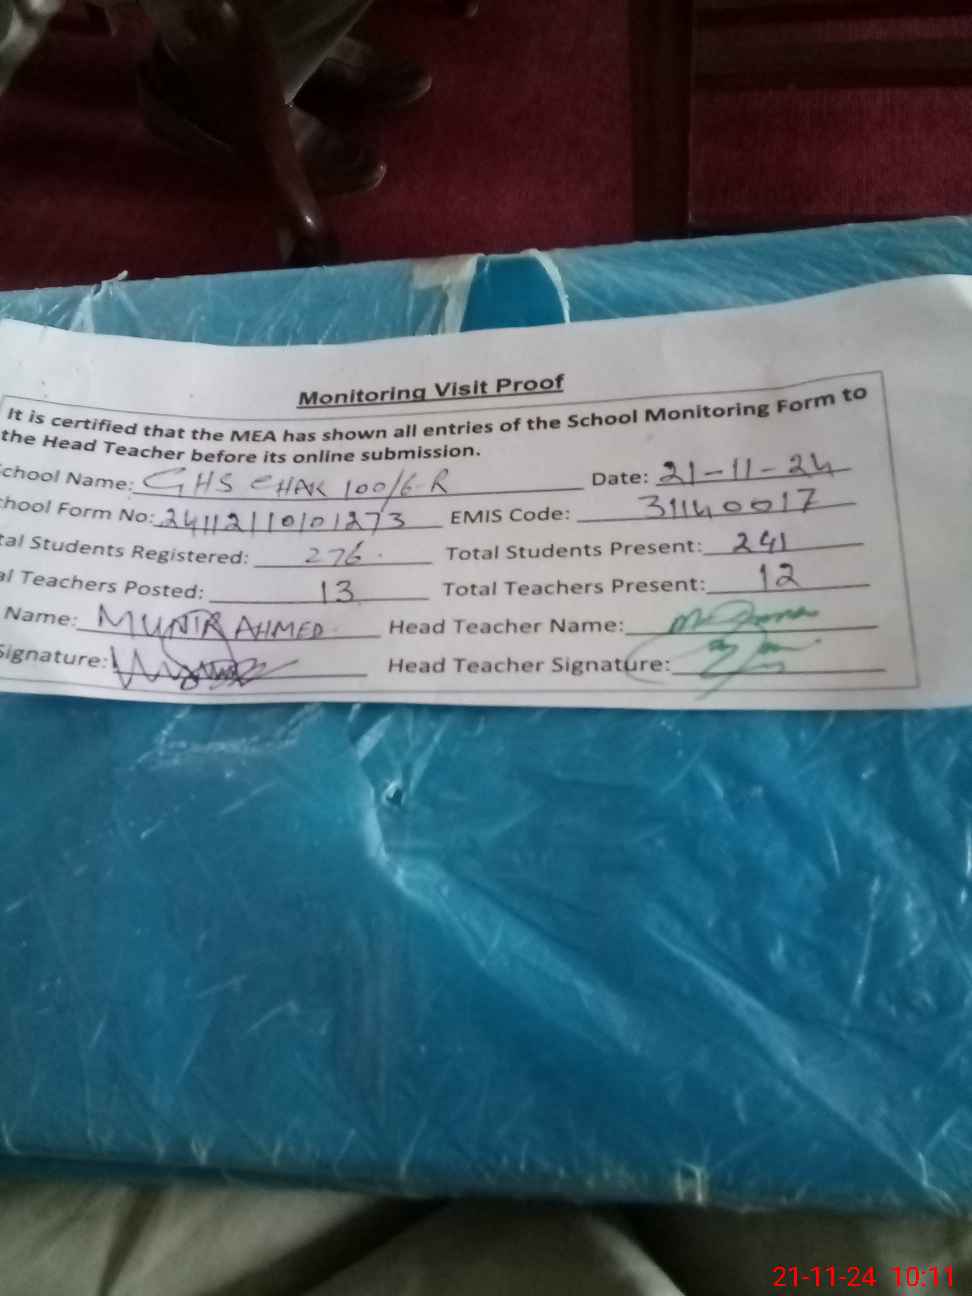 Monitoring Visit Proof
It is certified that the MEA has shown all entries of the School Monitoring Form to
the Head Teacher before its online submission.
chool Name: GHS CHAK 100/6-R Date: 21-11-24
hool Form No: 24112110101273 EMIS Code: 31140017
tal Students Registered: 276 Total Students Present: 241
al Teachers Posted: 13 Total Teachers Present: 12
Name: MUNIR AHMED Head Teacher Name:
Signature: Head Teacher Signature:
21-11-24 10:11